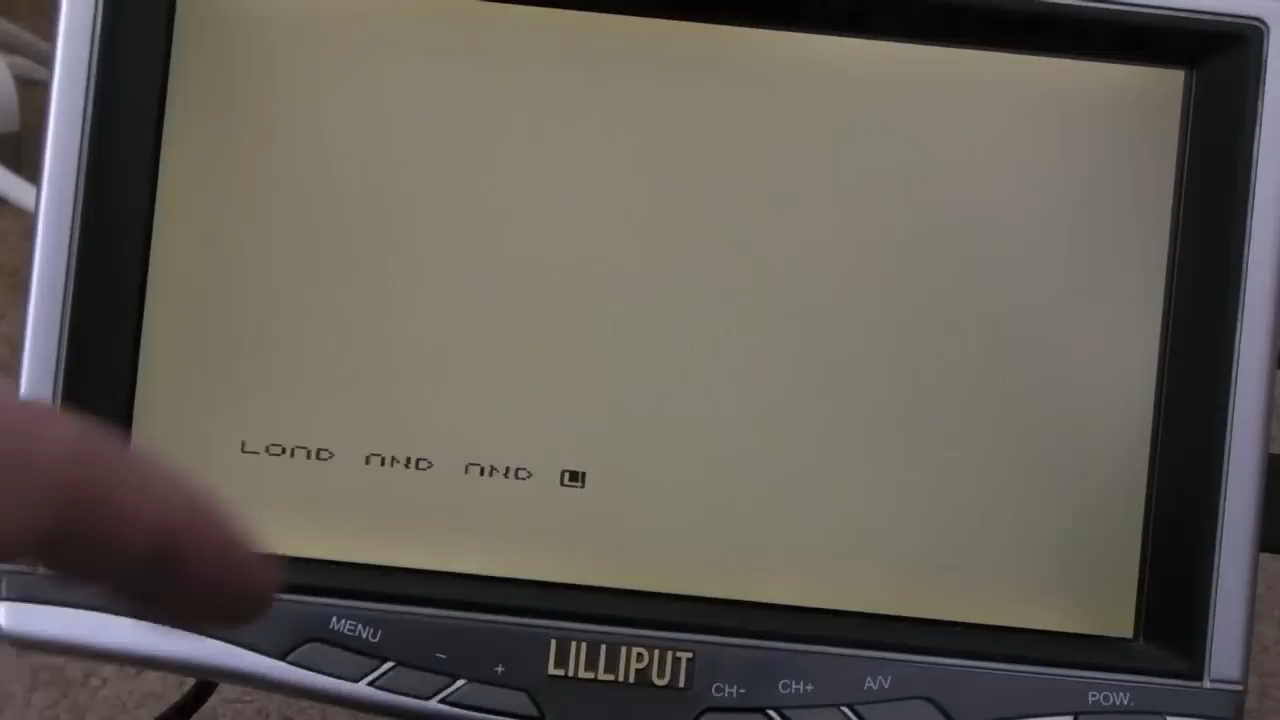 LOAD AND AND L
MENU
-
+
LILLIPUT
CH-
CH+
A/V
POW.